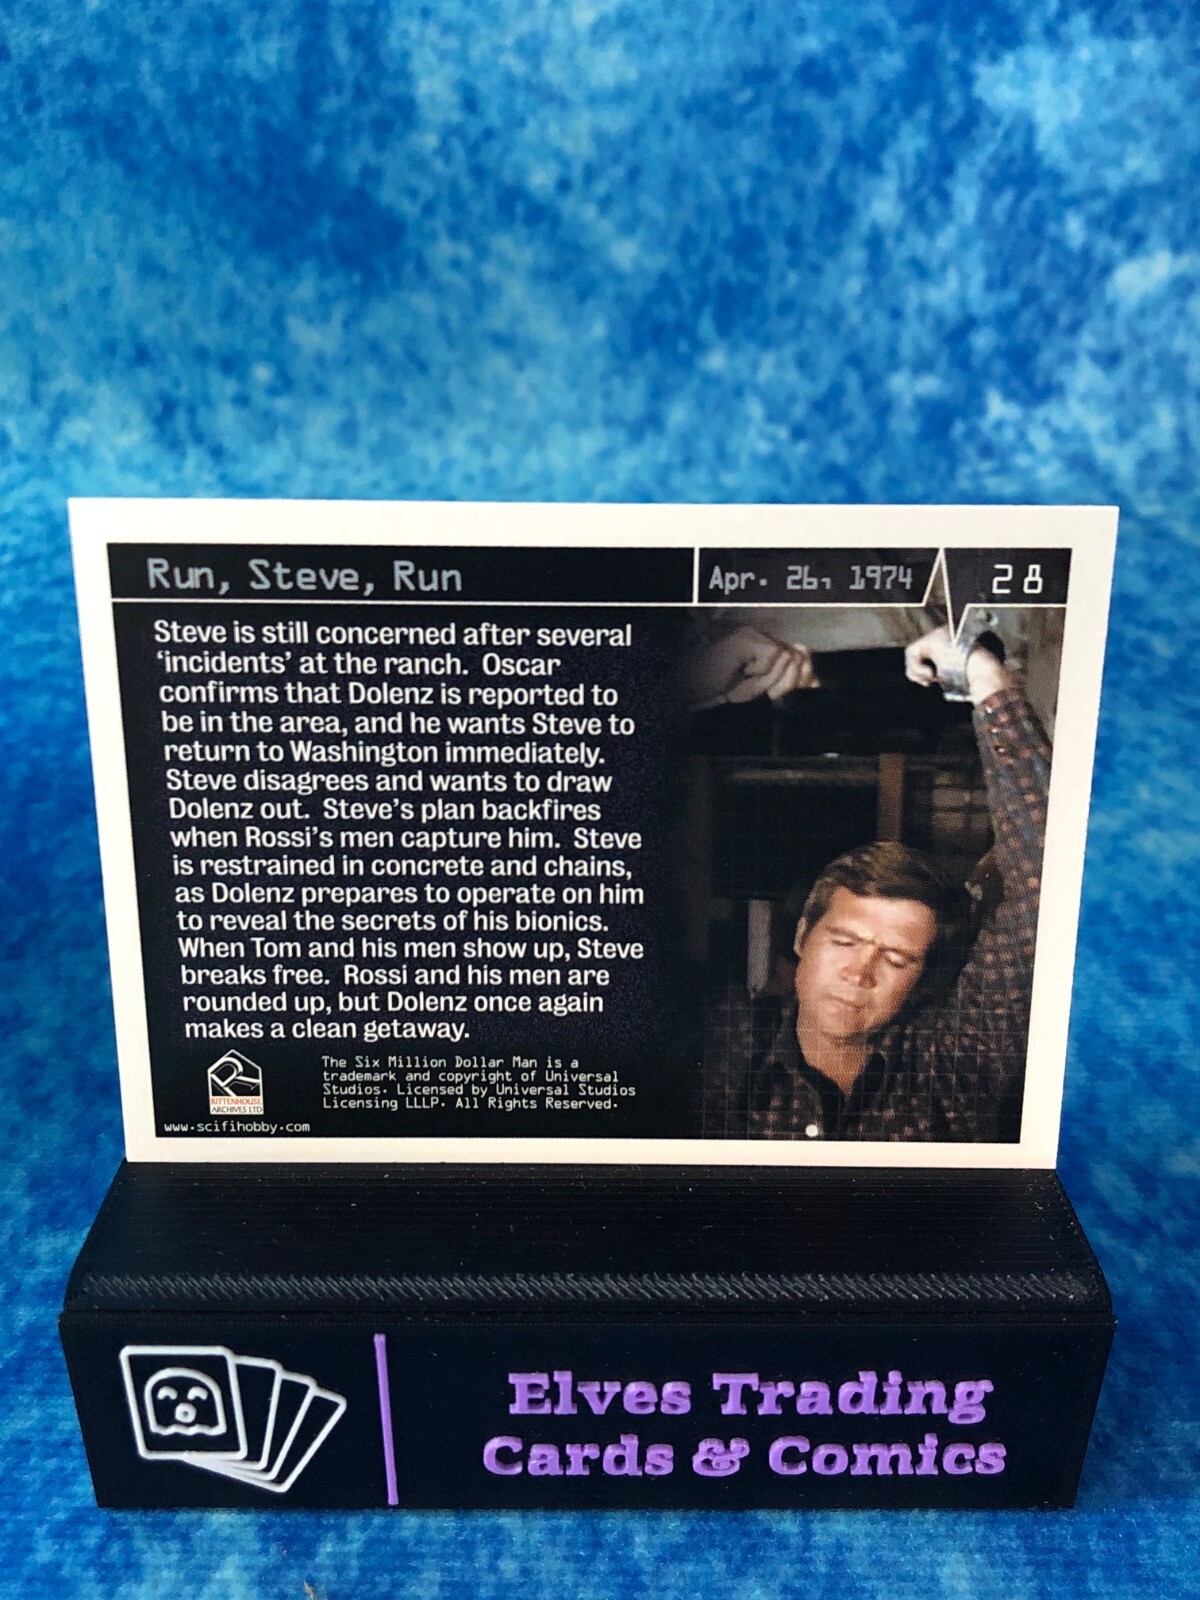 Run, Steve, Run
Apr. 26, 1974
28
Steve is still concerned after several
‘incidents’ at the ranch.  Oscar
confirms that Dolenz is reported to
be in the area, and he wants Steve to
return to Washington immediately.
Steve disagrees and wants to draw
Dolenz out.  Steve’s plan backfires
when Rossi’s men capture him.  Steve
is restrained in concrete and chains,
as Dolenz prepares to operate on him
to reveal the secrets of his bionics.
When Tom and his men show up, Steve
breaks free.  Rossi and his men are
rounded up, but Dolenz once again
makes a clean getaway.
RITTENHOUSE
ARCHIVES LTD
The Six Million Dollar Man is a
trademark and copyright of Universal
Studios. Licensed by Universal Studios
Licensing LLLP. All Rights Reserved.
www.scifihobby.com
Elves Trading
Cards & Comics